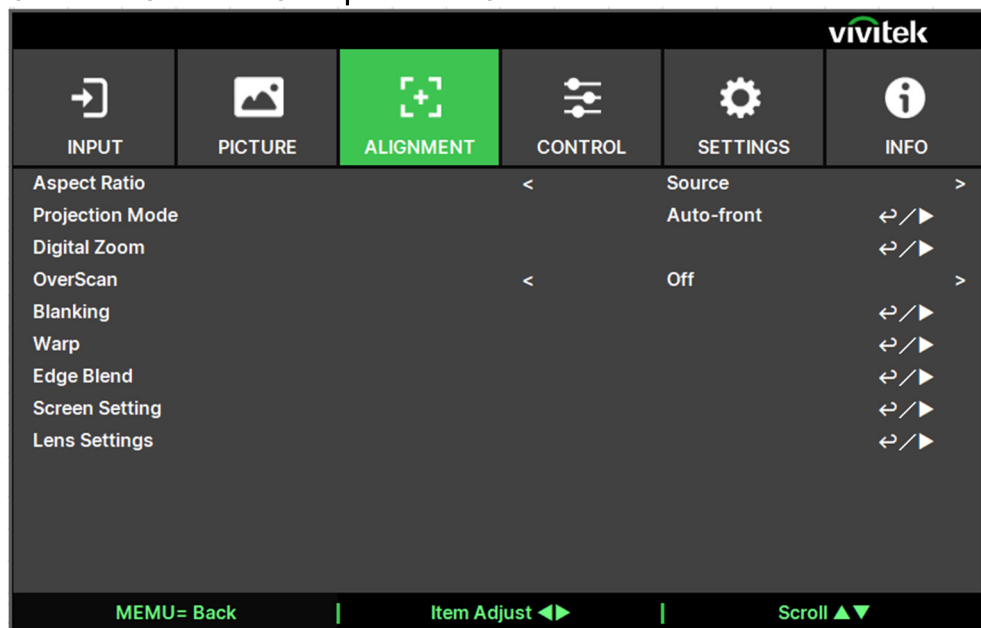 vivitek
INPUT PICTURE ALIGNMENT CONTROL SETTINGS INFO
Aspect Ratio < Source >
Projection Mode Auto-front ↩/▶
Digital Zoom ↩/▶
OverScan < Off >
Blanking ↩/▶
Warp ↩/▶
Edge Blend ↩/▶
Screen Setting ↩/▶
Lens Settings ↩/▶
MEMU= Back | Item Adjust ◀▶ | Scroll ▲▼